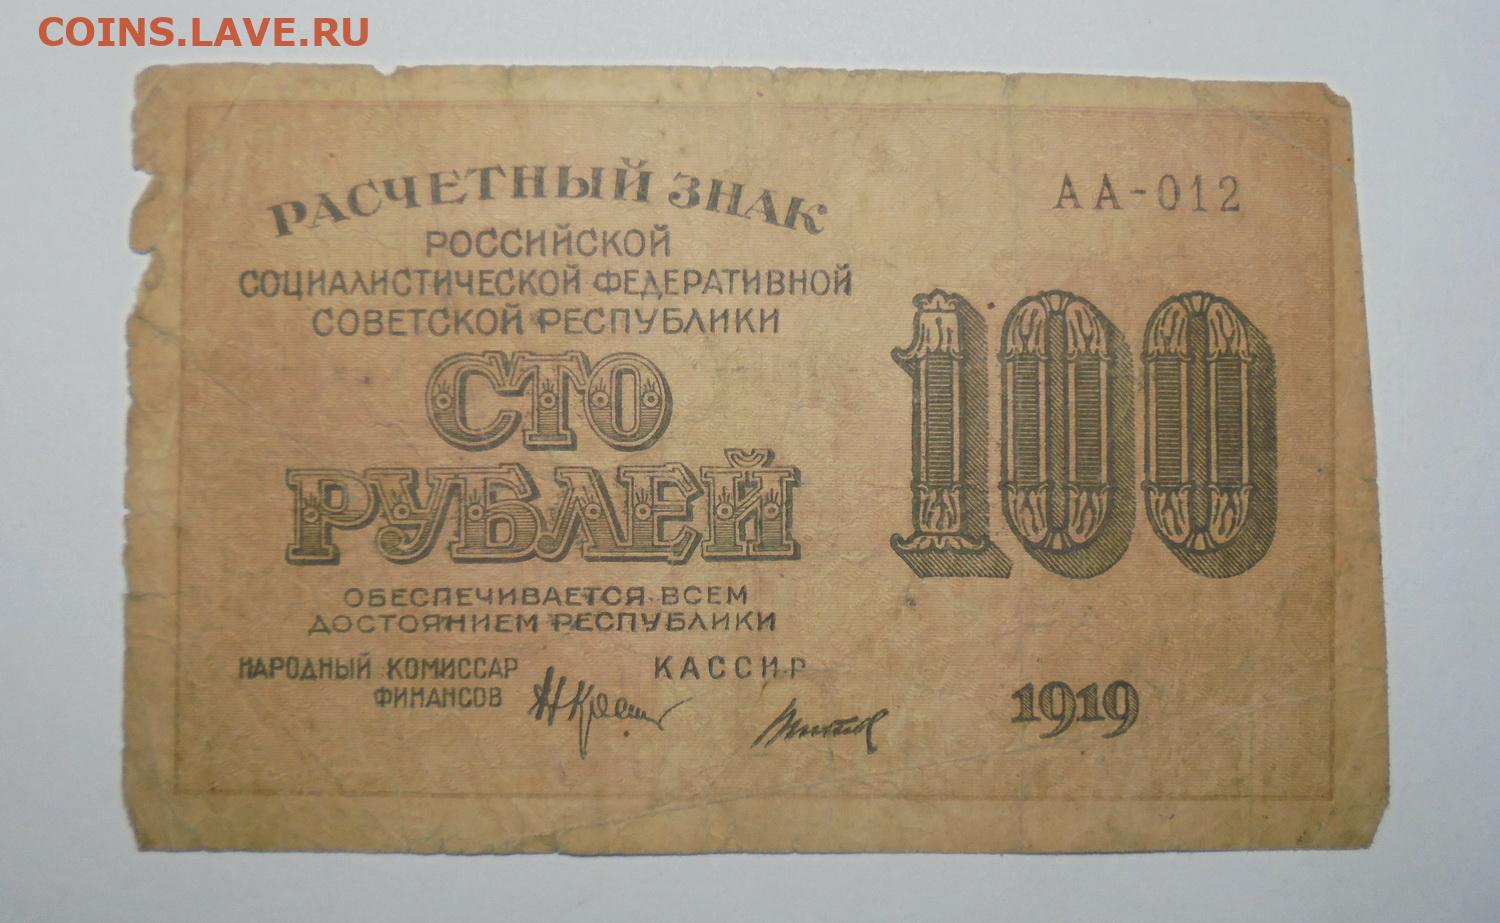 COINS.LAVE.RU
РАСЧЕТНЫЙ ЗНАК
АА-012
РОССИЙСКОЙ
СОЦИАЛИСТИЧЕСКОЙ ФЕДЕРАТИВНОЙ
СОВЕТСКОЙ РЕСПУБЛИКИ
СТО
РУБЛЕЙ
100
ОБЕСПЕЧИВАЕТСЯ ВСЕМ
ДОСТОЯНИЕМ РЕСПУБЛИКИ
НАРОДНЫЙ КОМИССАР
ФИНАНСОВ
КАССИР
1919